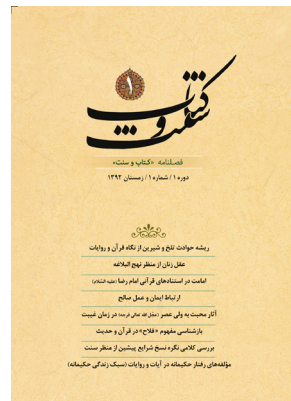 ۱
کتاب و سنت
فصلنامه «کتاب و سنت»
دوره ۱ / شماره ۱ / زمستان ۱۳۹۲
ریشه حوادث تلخ و شیرین از نگاه قرآن و روایات
عقل زنان از منظر نهج البلاغه
امامت در استنادهای قرآنی امام رضا (علیه السّلام)
ارتباط ایمان و عمل صالح
آثار محبت به ولی عصر (عجّل الله تعالی فرجه) در زمان غیبت
بازشناسی مفهوم «فلاح» در قرآن و حدیث
بررسی کلامی نگره نسخ شرایع پیشین از منظر سنت
مؤلفه‌های رفتار حکیمانه در آیات و روایات (سبک زندگی حکیمانه)